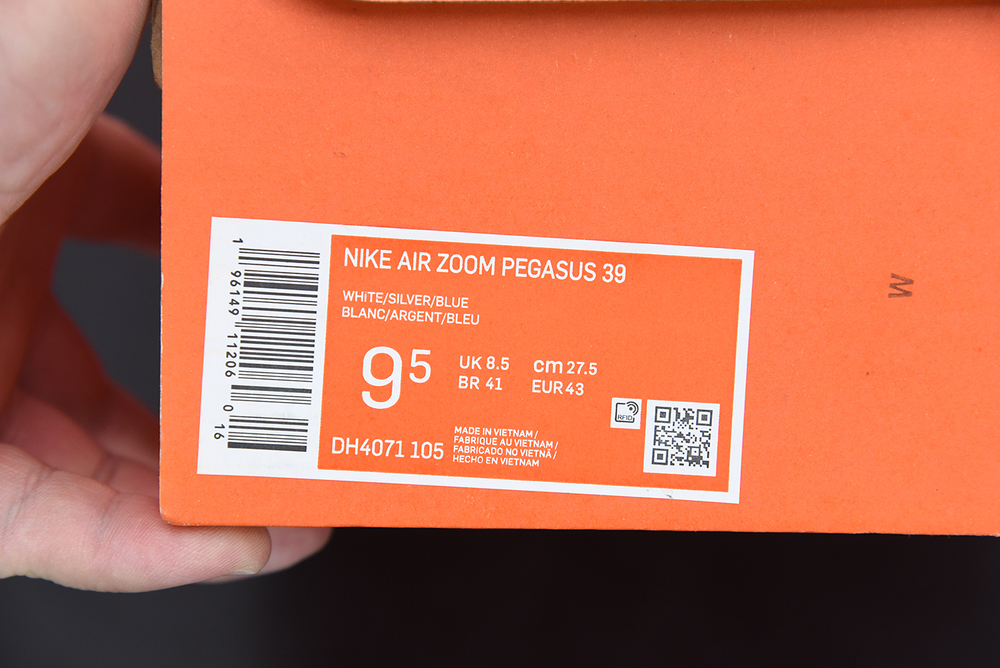 NIKE AIR ZOOM PEGASUS 39
WHiTE/SILVER/BLUE
BLANC/ARGENT/BLEU
9 5
UK 8.5 cm 27.5
BR 41 EUR 43
RFID
DH4071 105
MADE IN VIETNAM /
FABRIQUE AU VIETNAM /
FABRiCADO NO VIETNÃ /
HECHO EN VIETNAM
1 96149 11206 0 16
W